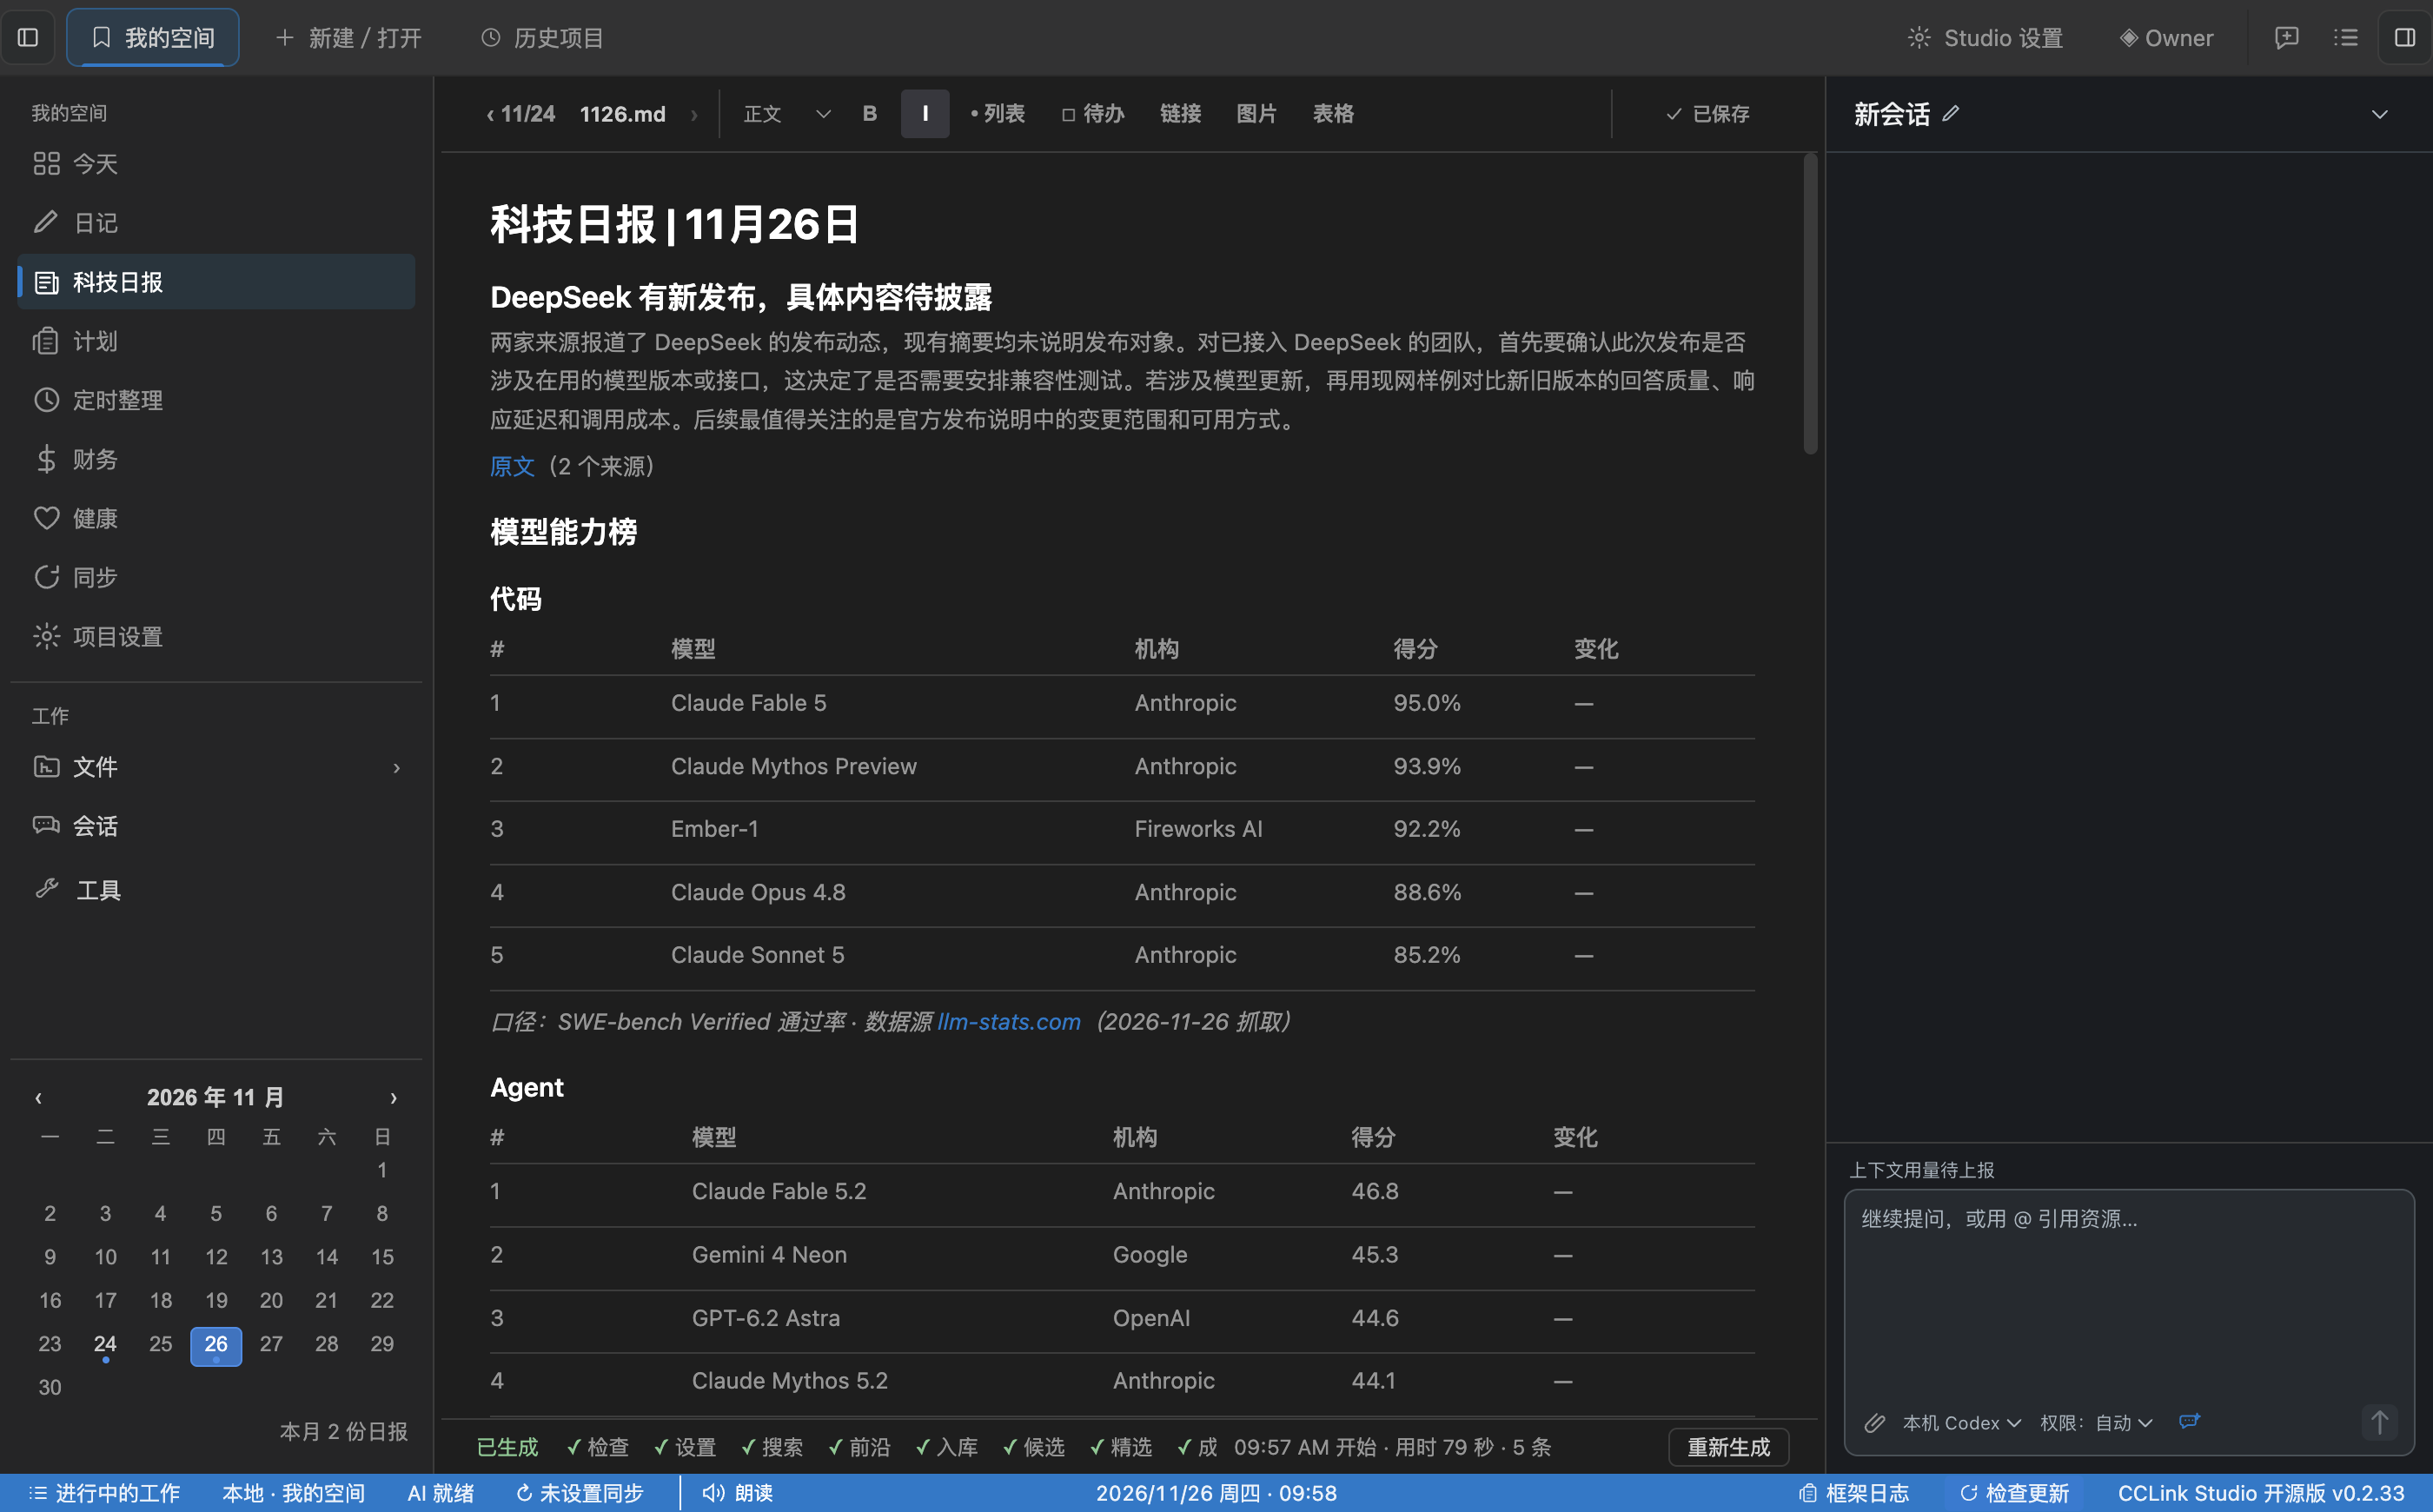 我的空间
新建 / 打开
历史项目
Studio 设置
Owner
我的空间
今天
日记
科技日报
计划
定时整理
财务
健康
同步
项目设置
工作
文件
会话
工具
2026 年 11 月
一 二 三 四 五 六 日
1
2 3 4 5 6 7 8
9 10 11 12 13 14 15
16 17 18 19 20 21 22
23 24 25 26 27 28 29
30
本月 2 份日报
‹ 11/24 1126.md › 正文 B I • 列表 待办 链接 图片 表格 ✓ 已保存
科技日报 | 11月26日
DeepSeek 有新发布，具体内容待披露
两家来源报道了 DeepSeek 的发布动态，现有摘要均未说明发布对象。对已接入 DeepSeek 的团队，首先要确认此次发布是否
涉及在用的模型版本或接口，这决定了是否需要安排兼容性测试。若涉及模型更新，再用现网样例对比新旧版本的回答质量、响
应延迟和调用成本。后续最值得关注的是官方发布说明中的变更范围和可用方式。
原文（2 个来源）
模型能力榜
代码
# 模型 机构 得分 变化
1 Claude Fable 5 Anthropic 95.0% —
2 Claude Mythos Preview Anthropic 93.9% —
3 Ember-1 Fireworks AI 92.2% —
4 Claude Opus 4.8 Anthropic 88.6% —
5 Claude Sonnet 5 Anthropic 85.2% —
口径：SWE-bench Verified 通过率 · 数据源 llm-stats.com（2026-11-26 抓取）
Agent
# 模型 机构 得分 变化
1 Claude Fable 5.2 Anthropic 46.8 —
2 Gemini 4 Neon Google 45.3 —
3 GPT-6.2 Astra OpenAI 44.6 —
4 Claude Mythos 5.2 Anthropic 44.1 —
已生成 ✓ 检查 ✓ 设置 ✓ 搜索 ✓ 前沿 ✓ 入库 ✓ 候选 ✓ 精选 ✓ 成 09:57 AM 开始 · 用时 79 秒 · 5 条 重新生成
新会话
上下文用量待上报
继续提问，或用 @ 引用资源...
本机 Codex 权限：自动
进行中的工作 本地 · 我的空间 AI 就绪 未设置同步 朗读 2026/11/26 周四 · 09:58 框架日志 检查更新 CCLink Studio 开源版 v0.2.33